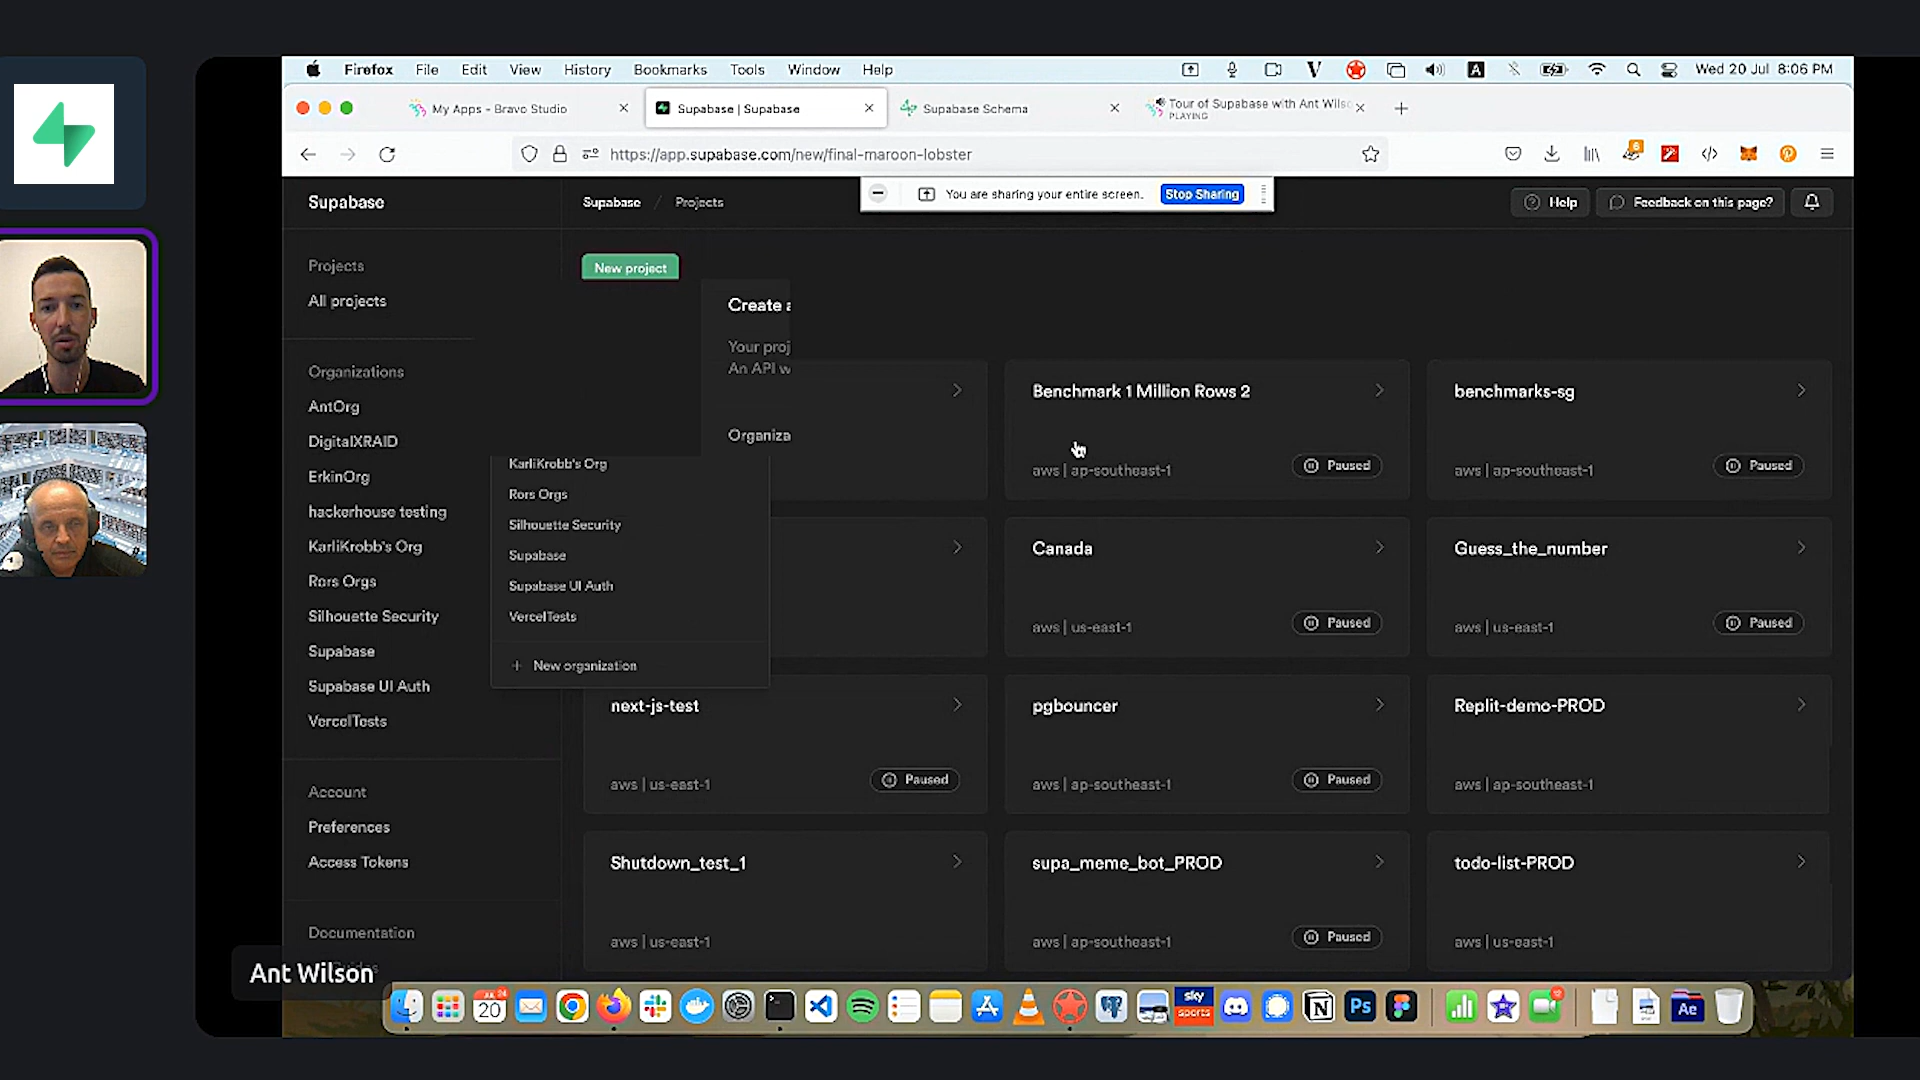 Firefox File Edit View History Bookmarks Tools Window Help
Wed 20 Jul 8:06 PM
My Apps - Bravo Studio
Supabase | Supabase
Supabase Schema
Tour of Supabase with Ant Wilso
PLAYING
https://app.supabase.com/new/final-maroon-lobster
You are sharing your entire screen. Stop Sharing
Supabase
Supabase / Projects
Help
Feedback on this page?
Projects
All projects
Organizations
AntOrg
DigitalXRAID
ErkinOrg
hackerhouse testing
KarliKrobb's Org
Rors Orgs
Silhouette Security
Supabase
Supabase UI Auth
VercelTests
Account
Preferences
Access Tokens
Documentation
New project
Create a
Your proj
An API w
Organiza
KarliKrobb's Org
Rors Orgs
Silhouette Security
Supabase
Supabase UI Auth
VercelTests
+ New organization
Benchmark 1 Million Rows 2
aws | ap-southeast-1
Paused
benchmarks-sg
aws | ap-southeast-1
Paused
Canada
aws | us-east-1
Paused
Guess_the_number
aws | us-east-1
Paused
next-js-test
aws | us-east-1
Paused
pgbouncer
aws | ap-southeast-1
Paused
Replit-demo-PROD
aws | ap-southeast-1
Shutdown_test_1
aws | us-east-1
supa_meme_bot_PROD
aws | ap-southeast-1
Paused
todo-list-PROD
aws | us-east-1
Ant Wilson
20
sky
sports
Ps
Ae